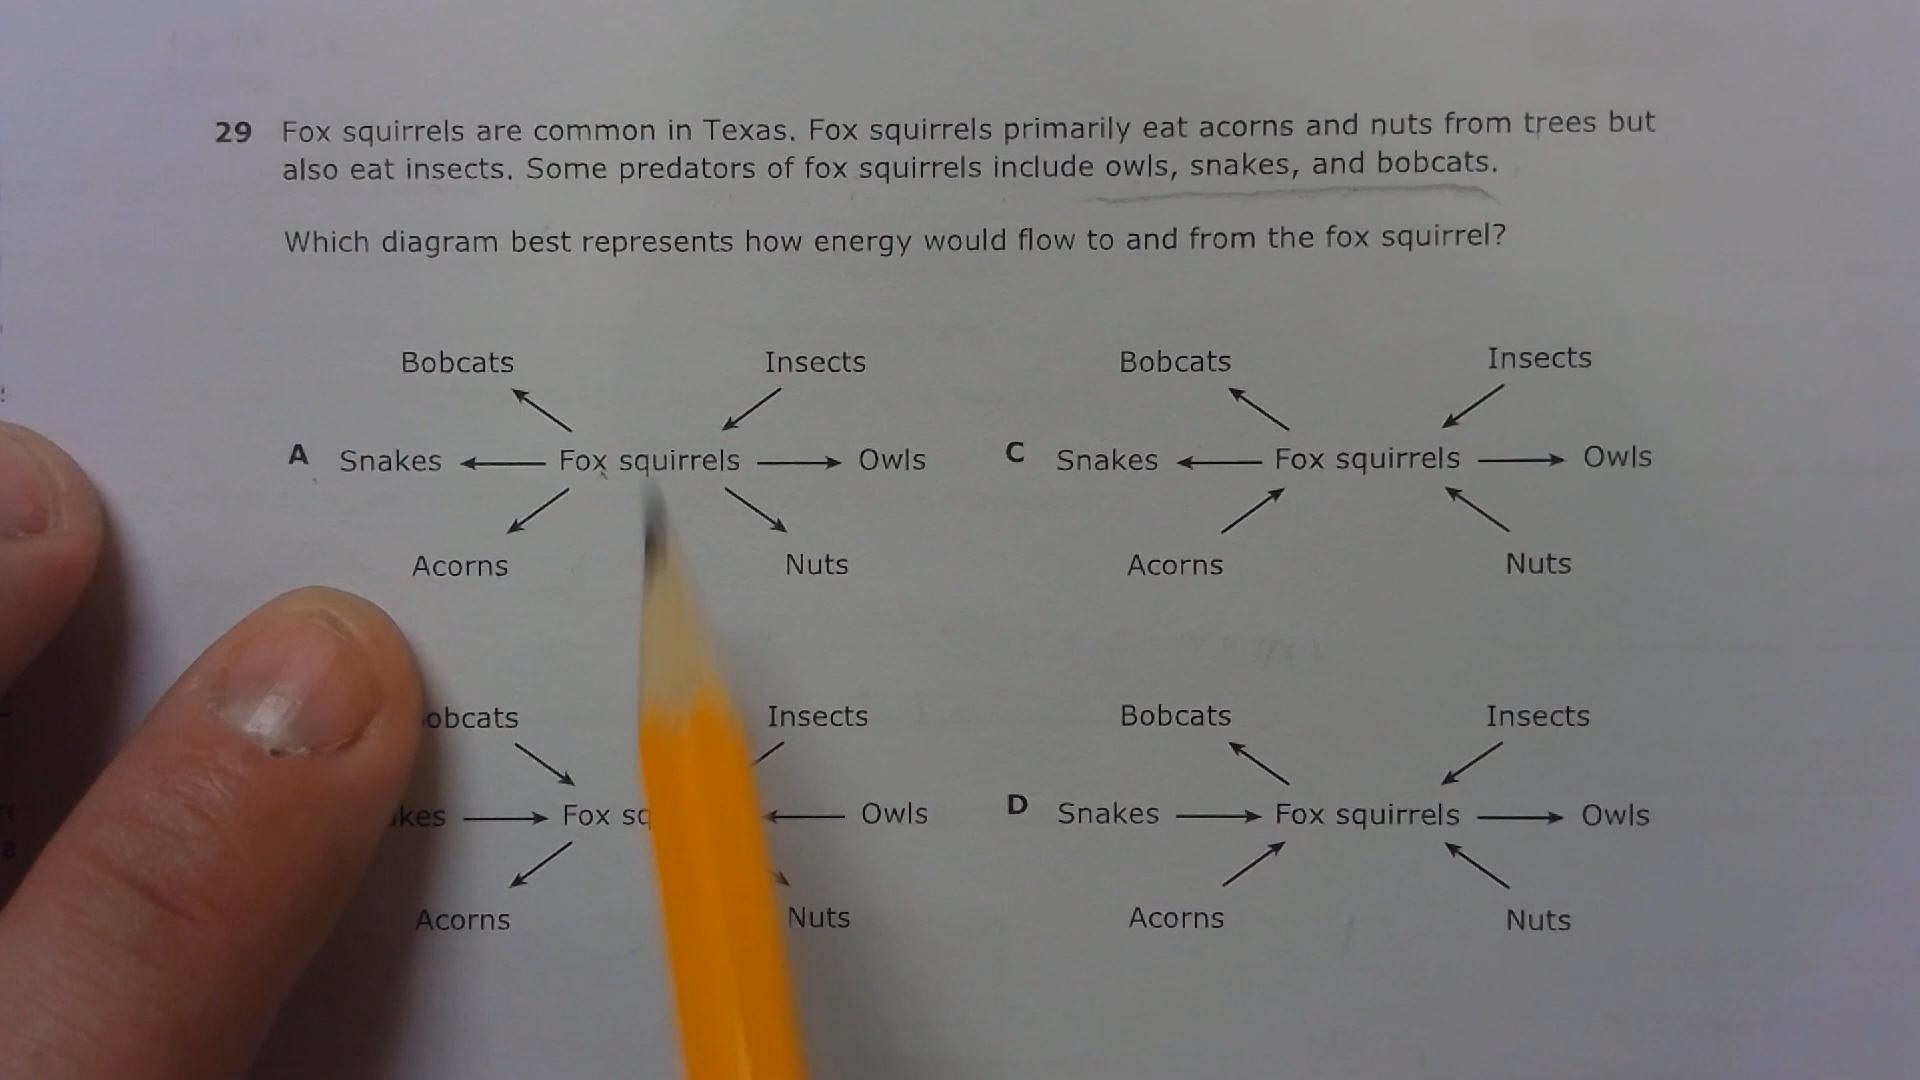 29 Fox squirrels are common in Texas. Fox squirrels primarily eat acorns and nuts from trees but
also eat insects. Some predators of fox squirrels include owls, snakes, and bobcats.
Which diagram best represents how energy would flow to and from the fox squirrel?
Bobcats Insects
A Snakes Fox squirrels Owls
Acorns Nuts
Bobcats Insects
C Snakes Fox squirrels Owls
Acorns Nuts
obcats Insects
kes Fox sq Owls
Acorns Nuts
Bobcats Insects
D Snakes Fox squirrels Owls
Acorns Nuts